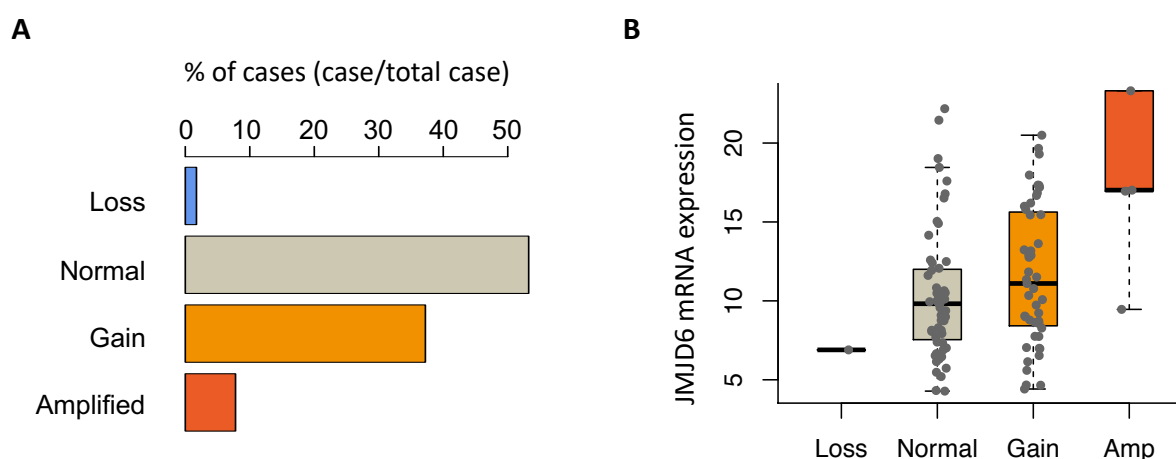 A
% of cases (case/total case)
0 10 20 30 40 50
Loss
Normal
Gain
Amplified
B
JMJD6 mRNA expression
20
15
10
5
Loss Normal Gain Amp